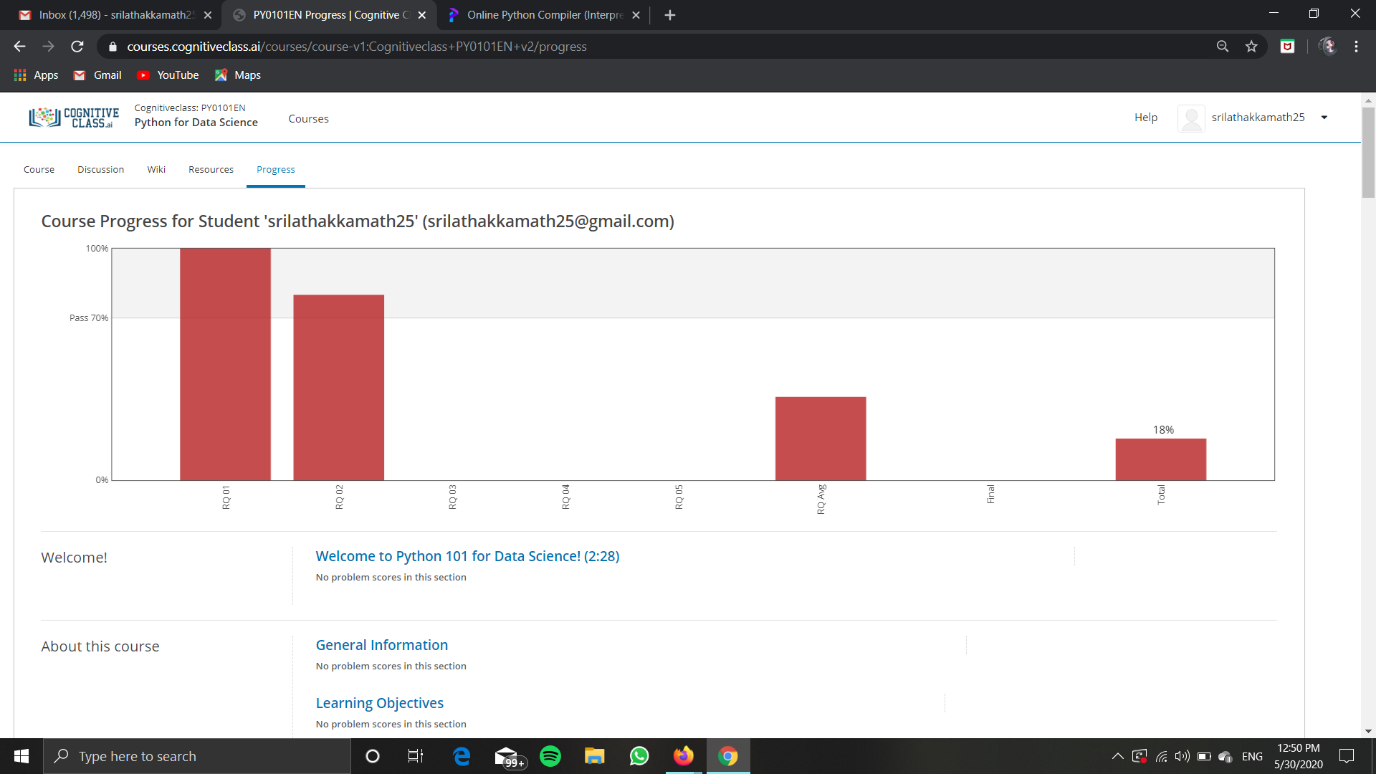 Inbox (1,498) - srilathakkamath25
PY0101EN Progress | Cognitive C
Online Python Compiler (Interpre
courses.cognitiveclass.ai/courses/course-v1:Cognitiveclass+PY0101EN+v2/progress
Apps Gmail YouTube Maps
COGNITIVE CLASS.ai
Cognitiveclass: PY0101EN
Python for Data Science
Courses
Help
srilathakkamath25
Course Discussion Wiki Resources Progress
Course Progress for Student 'srilathakkamath25' (srilathakkamath25@gmail.com)
100%
Pass 70%
0%
18%
RQ 01
RQ 02
RQ 03
RQ 04
RQ 05
RQ Avg
Final
Total
Welcome!
Welcome to Python 101 for Data Science! (2:28)
No problem scores in this section
About this course
General Information
No problem scores in this section
Learning Objectives
No problem scores in this section
Type here to search
99+
ENG
12:50 PM
5/30/2020